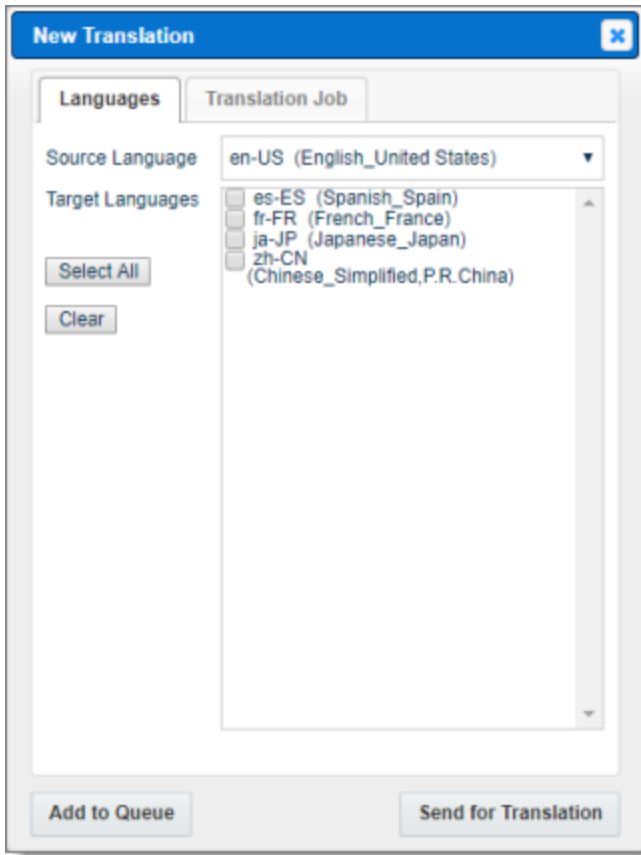 New Translation
Languages Translation Job
Source Language en-US (English_United States)
Target Languages
es-ES (Spanish_Spain)
fr-FR (French_France)
ja-JP (Japanese_Japan)
zh-CN
(Chinese_Simplified,P.R.China)
Select All
Clear
Add to Queue Send for Translation